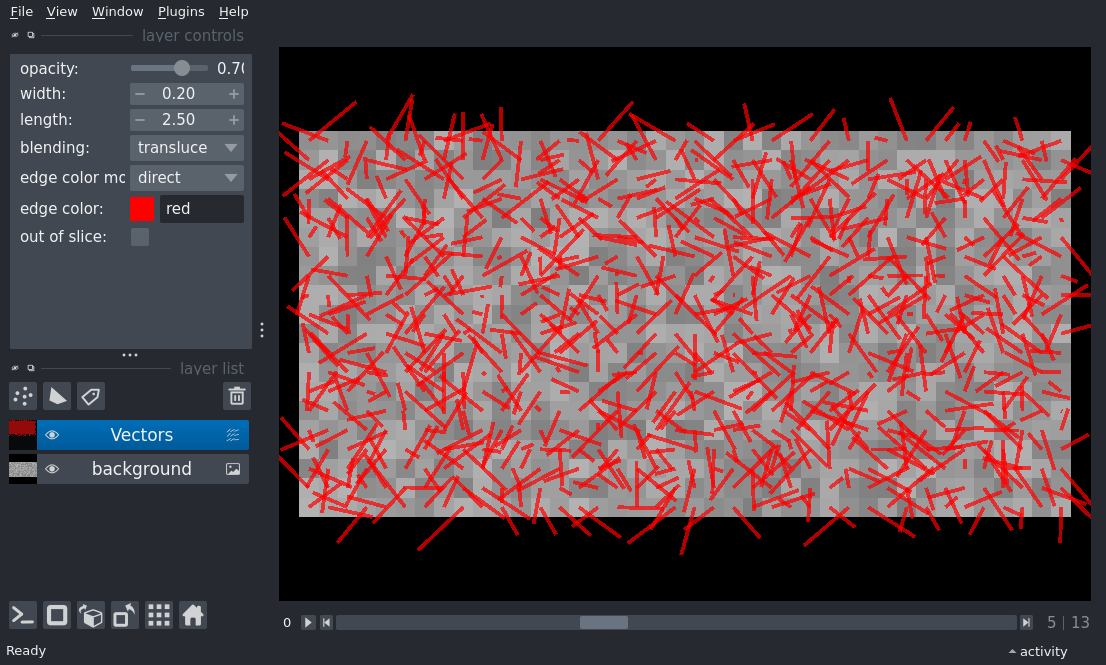 File View Window Plugins Help
layer controls
opacity: 0.70
width: − 0.20 +
length: − 2.50 +
blending: transluce
edge color mo direct
edge color: red
out of slice:
layer list
Vectors
background
0 5 | 13
Ready activity